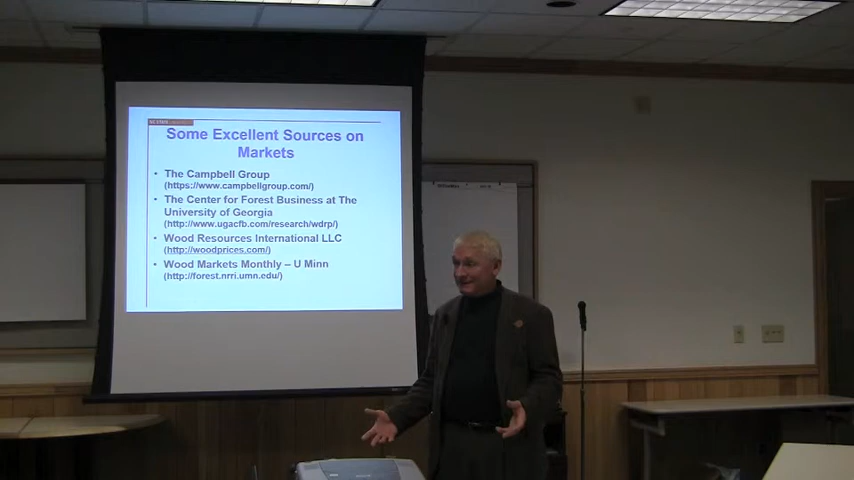 NC STATE
Some Excellent Sources on
Markets
• The Campbell Group
(https://www.campbellgroup.com/)
• The Center for Forest Business at The
University of Georgia
(http://www.ugacfb.com/research/wdrp/)
• Wood Resources International LLC
(http://woodprices.com/)
• Wood Markets Monthly – U Minn
(http://forest.nrri.umn.edu/)